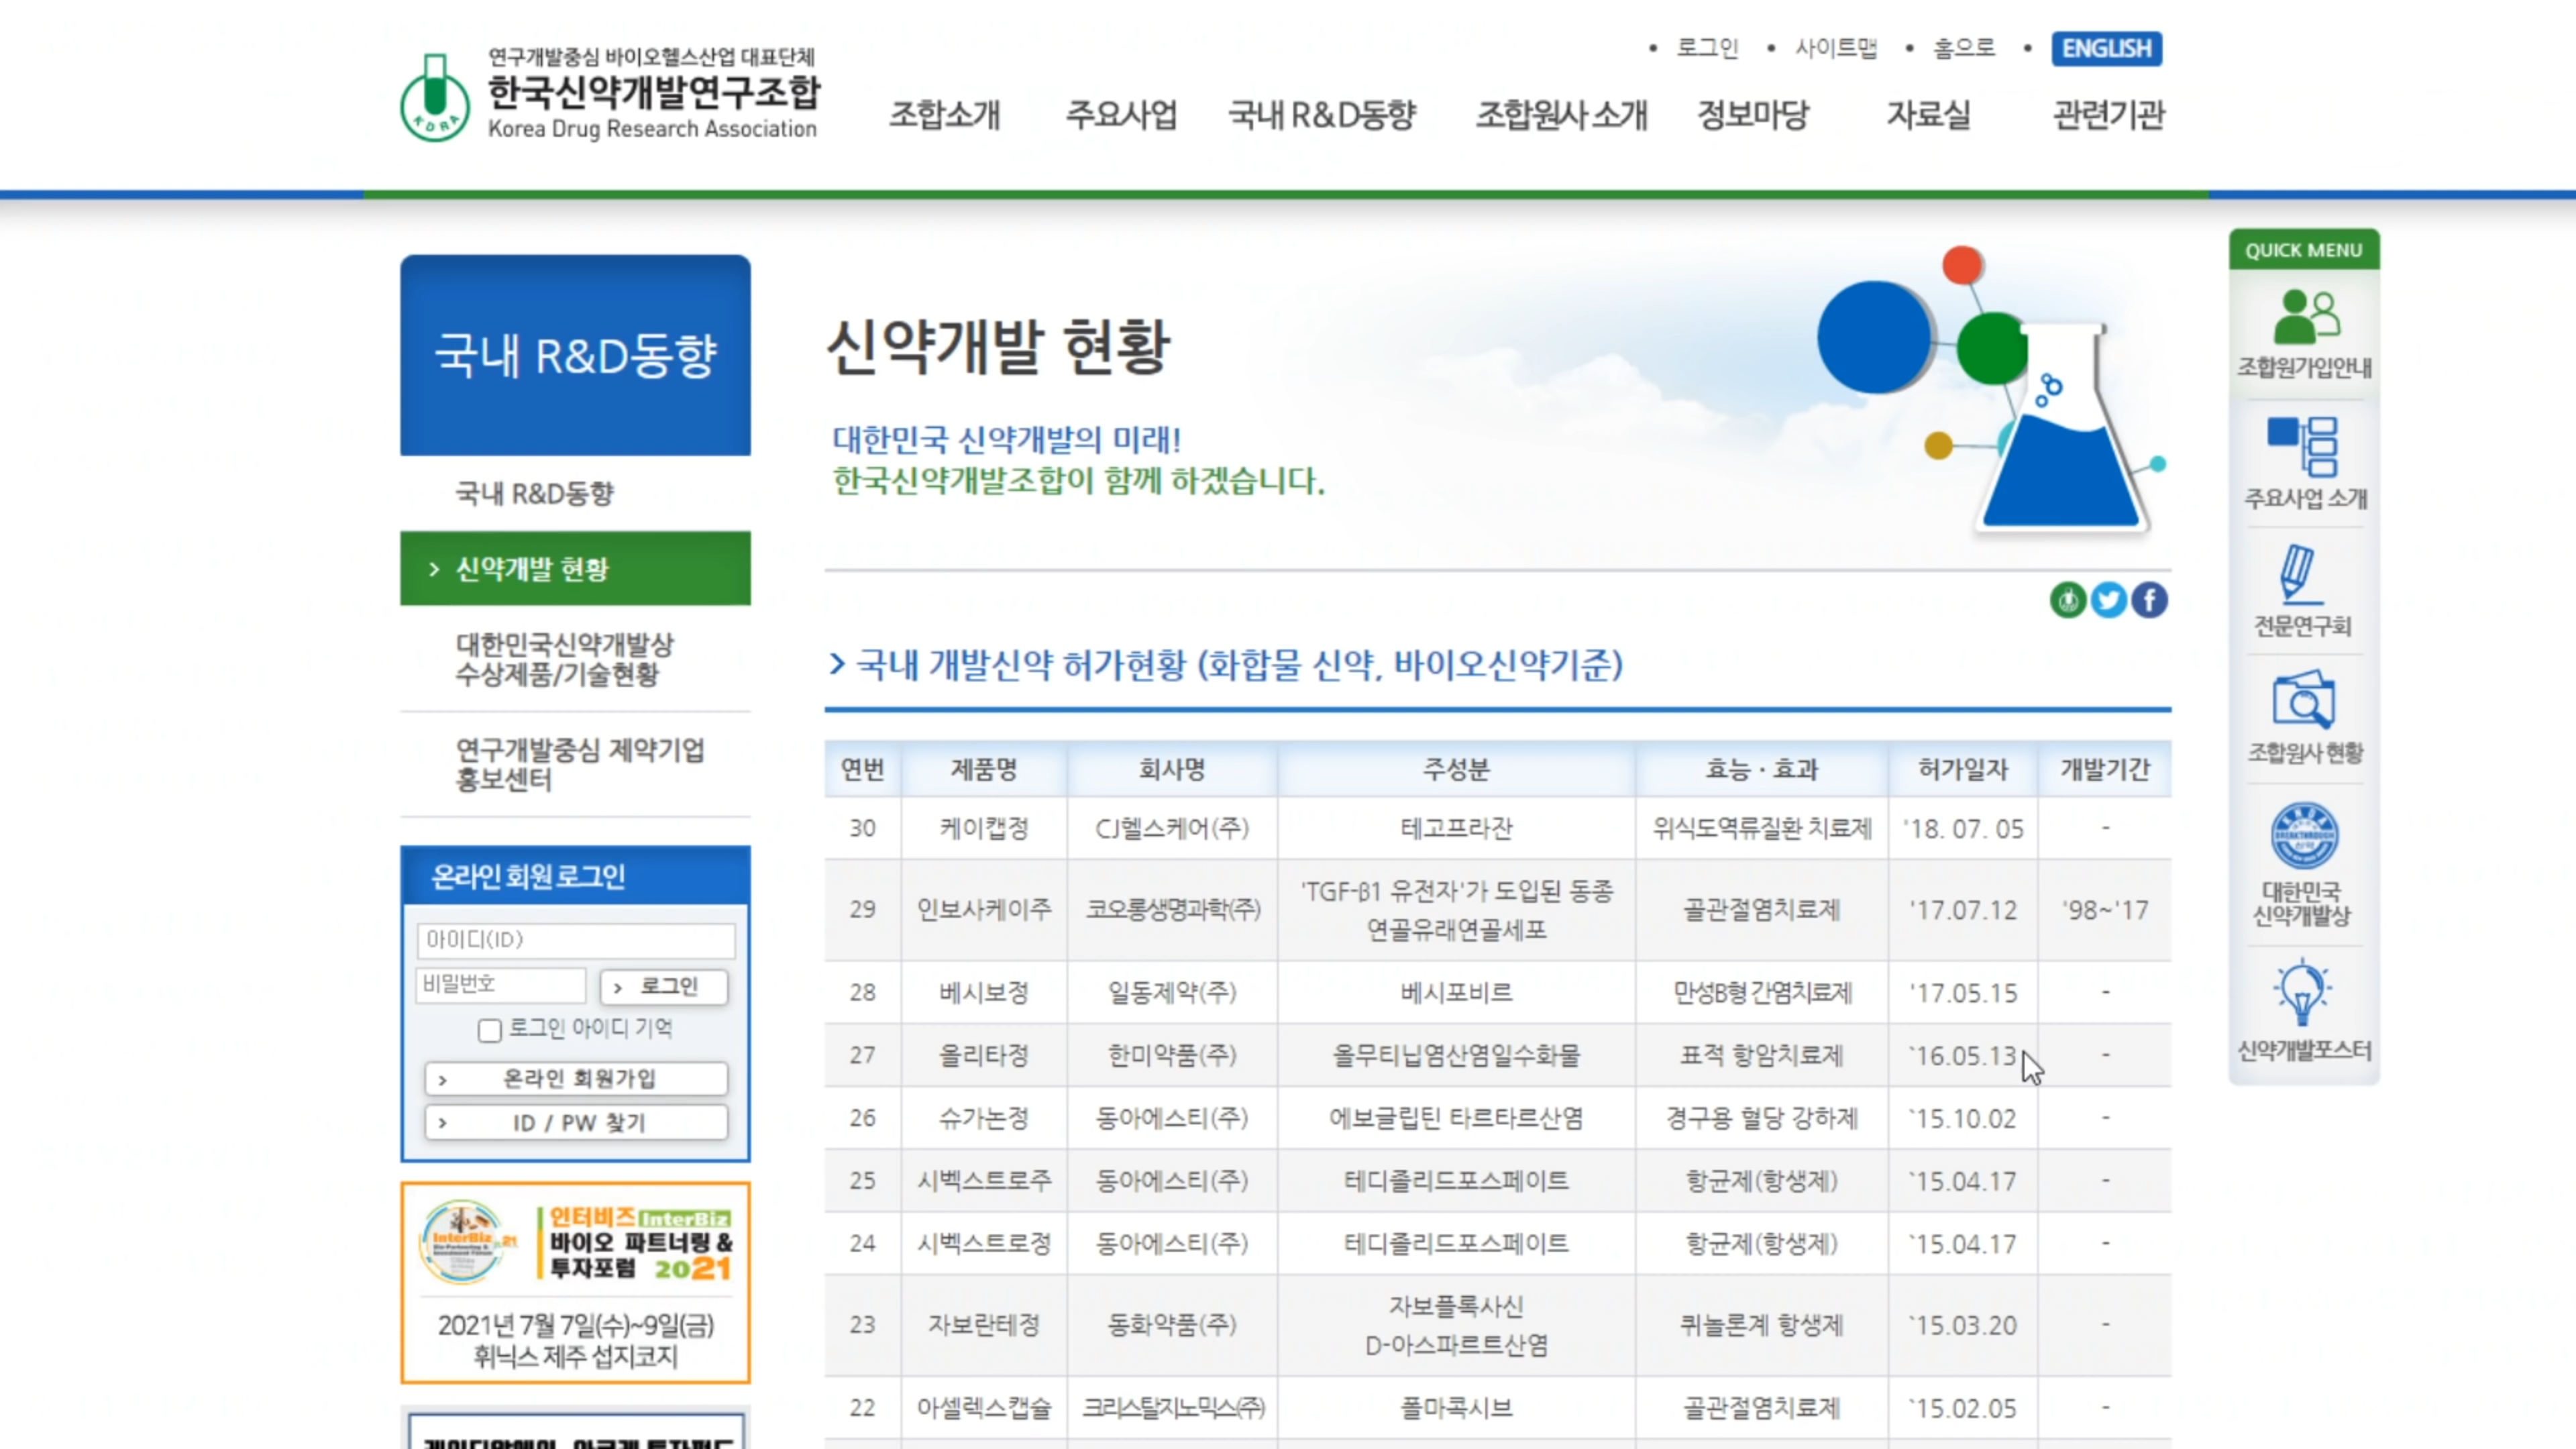 연구개발중심 바이오헬스산업 대표단체
한국신약개발연구조합
Korea Drug Research Association
KDRA
로그인 • 사이트맵 • 홈으로 • ENGLISH
조합소개 주요사업 국내 R&D동향 조합원사 소개 정보마당 자료실 관련기관
국내 R&D동향
국내 R&D동향
> 신약개발 현황
대한민국신약개발상
수상제품/기술현황
연구개발중심 제약기업
홍보센터
온라인 회원 로그인
아이디(ID)
비밀번호
> 로그인
로그인 아이디 기억
> 온라인 회원가입
> ID / PW 찾기
인터비즈 InterBiz
바이오 파트너링 &
투자포럼 2021
2021년 7월 7일(수)~9일(금)
휘닉스 제주 섭지코지
신약개발 현황
대한민국 신약개발의 미래!
한국신약개발조합이 함께 하겠습니다.
> 국내 개발신약 허가현황 (화합물 신약, 바이오신약기준)
연번 제품명 회사명 주성분 효능 · 효과 허가일자 개발기간
30 케이캡정 CJ헬스케어(주) 테고프라잔 위식도역류질환 치료제 '18. 07. 05 -
29 인보사케이주 코오롱생명과학(주) 'TGF-β1 유전자'가 도입된 동종 연골유래연골세포 골관절염치료제 '17.07.12 '98~'17
28 베시보정 일동제약(주) 베시포비르 만성B형 간염치료제 '17.05.15 -
27 올리타정 한미약품(주) 올무티닙염산염일수화물 표적 항암치료제 `16.05.13 -
26 슈가논정 동아에스티(주) 에보글립틴 타르타르산염 경구용 혈당 강하제 `15.10.02 -
25 시벡스트로주 동아에스티(주) 테디졸리드포스페이트 항균제(항생제) `15.04.17 -
24 시벡스트로정 동아에스티(주) 테디졸리드포스페이트 항균제(항생제) `15.04.17 -
23 자보란테정 동화약품(주) 자보플록사신 D-아스파르트산염 퀴놀론계 항생제 `15.03.20 -
22 아셀렉스캡슐 크리스탈지노믹스(주) 폴마콕시브 골관절염치료제 `15.02.05 -
QUICK MENU
조합원가입안내
주요사업 소개
전문연구회
조합원사 현황
대한민국
신약개발상
신약개발포스터